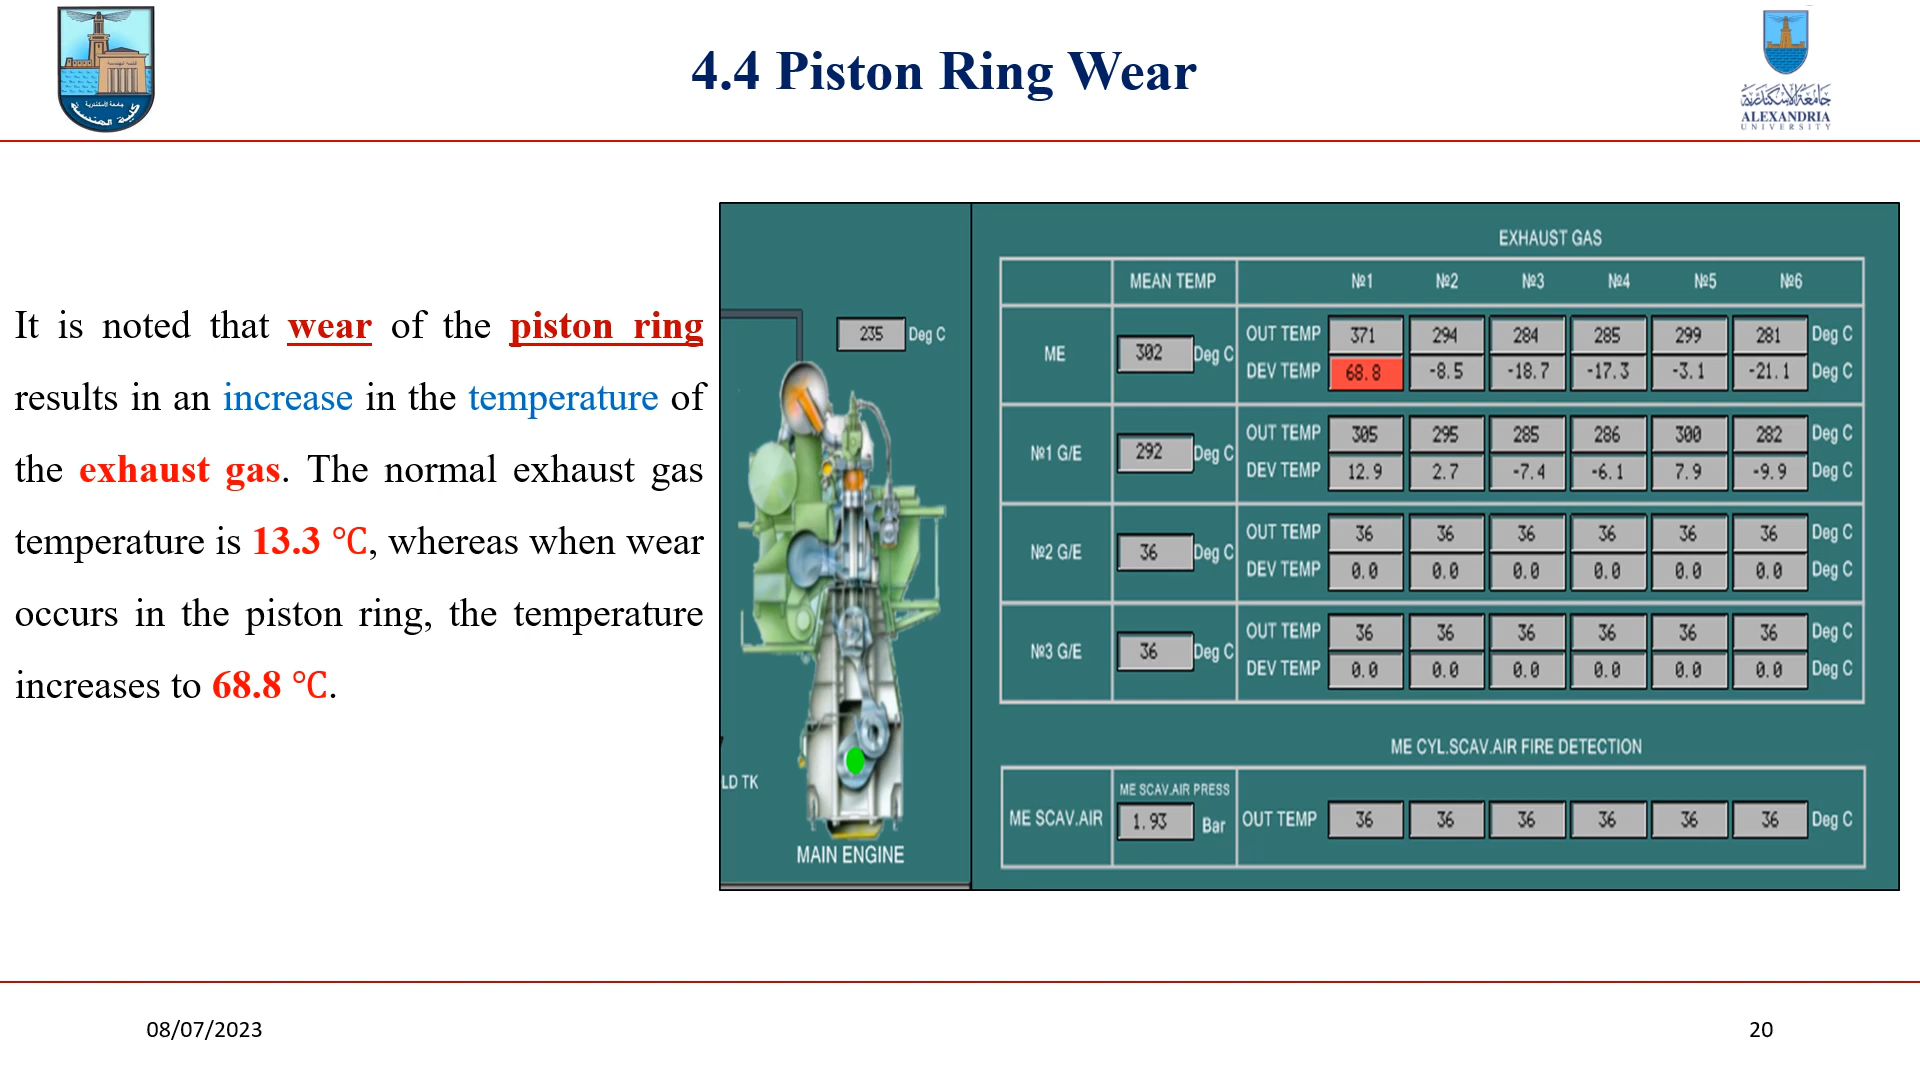 4.4 Piston Ring Wear
كلية الهندسة
جامعة الإسكندرية
جامعة الإسكندرية
ALEXANDRIA
UNIVERSITY
It is noted that wear of the piston ring
results in an increase in the temperature of
the exhaust gas. The normal exhaust gas
temperature is 13.3 ℃, whereas when wear
occurs in the piston ring, the temperature
increases to 68.8 ℃.
235 Deg C
LD TK
MAIN ENGINE
EXHAUST GAS
MEAN TEMP №1 №2 №3 №4 №5 №6
ME 302 Deg C
OUT TEMP 371 294 284 285 299 281 Deg C
DEV TEMP 68.8 -8.5 -18.7 -17.3 -3.1 -21.1 Deg C
№1 G/E 292 Deg C
OUT TEMP 305 295 285 286 300 282 Deg C
DEV TEMP 12.9 2.7 -7.4 -6.1 7.9 -9.9 Deg C
№2 G/E 36 Deg C
OUT TEMP 36 36 36 36 36 36 Deg C
DEV TEMP 0.0 0.0 0.0 0.0 0.0 0.0 Deg C
№3 G/E 36 Deg C
OUT TEMP 36 36 36 36 36 36 Deg C
DEV TEMP 0.0 0.0 0.0 0.0 0.0 0.0 Deg C
ME CYL.SCAV.AIR FIRE DETECTION
ME SCAV.AIR PRESS
ME SCAV.AIR 1.93 Bar OUT TEMP 36 36 36 36 36 36 Deg C
08/07/2023
20